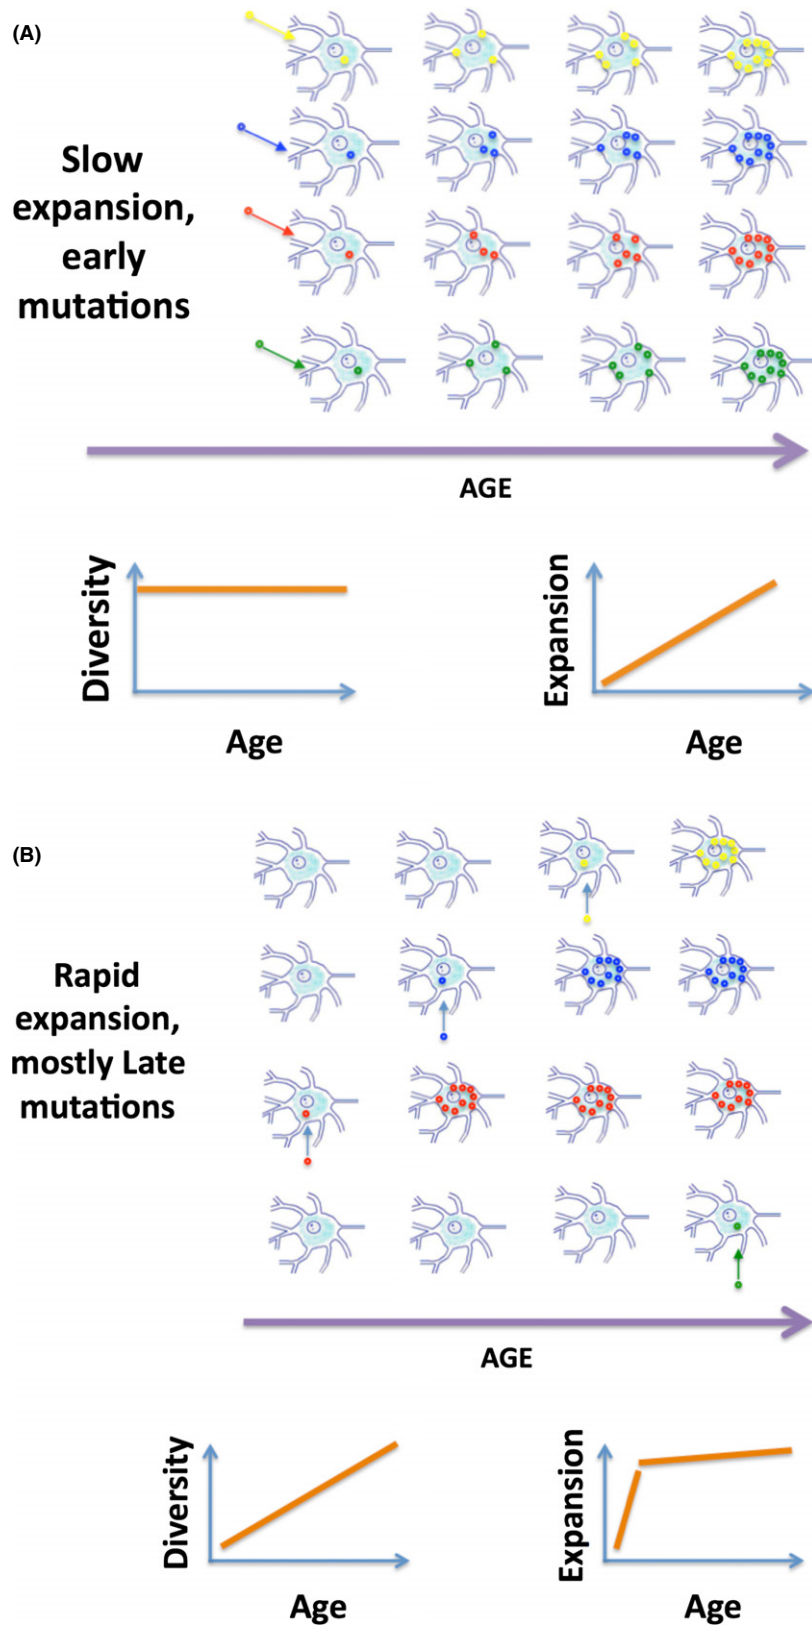 (A)
Slow
expansion,
early
mutations
AGE
Diversity
Age
Expansion
Age
(B)
Rapid
expansion,
mostly Late
mutations
AGE
Diversity
Age
Expansion
Age